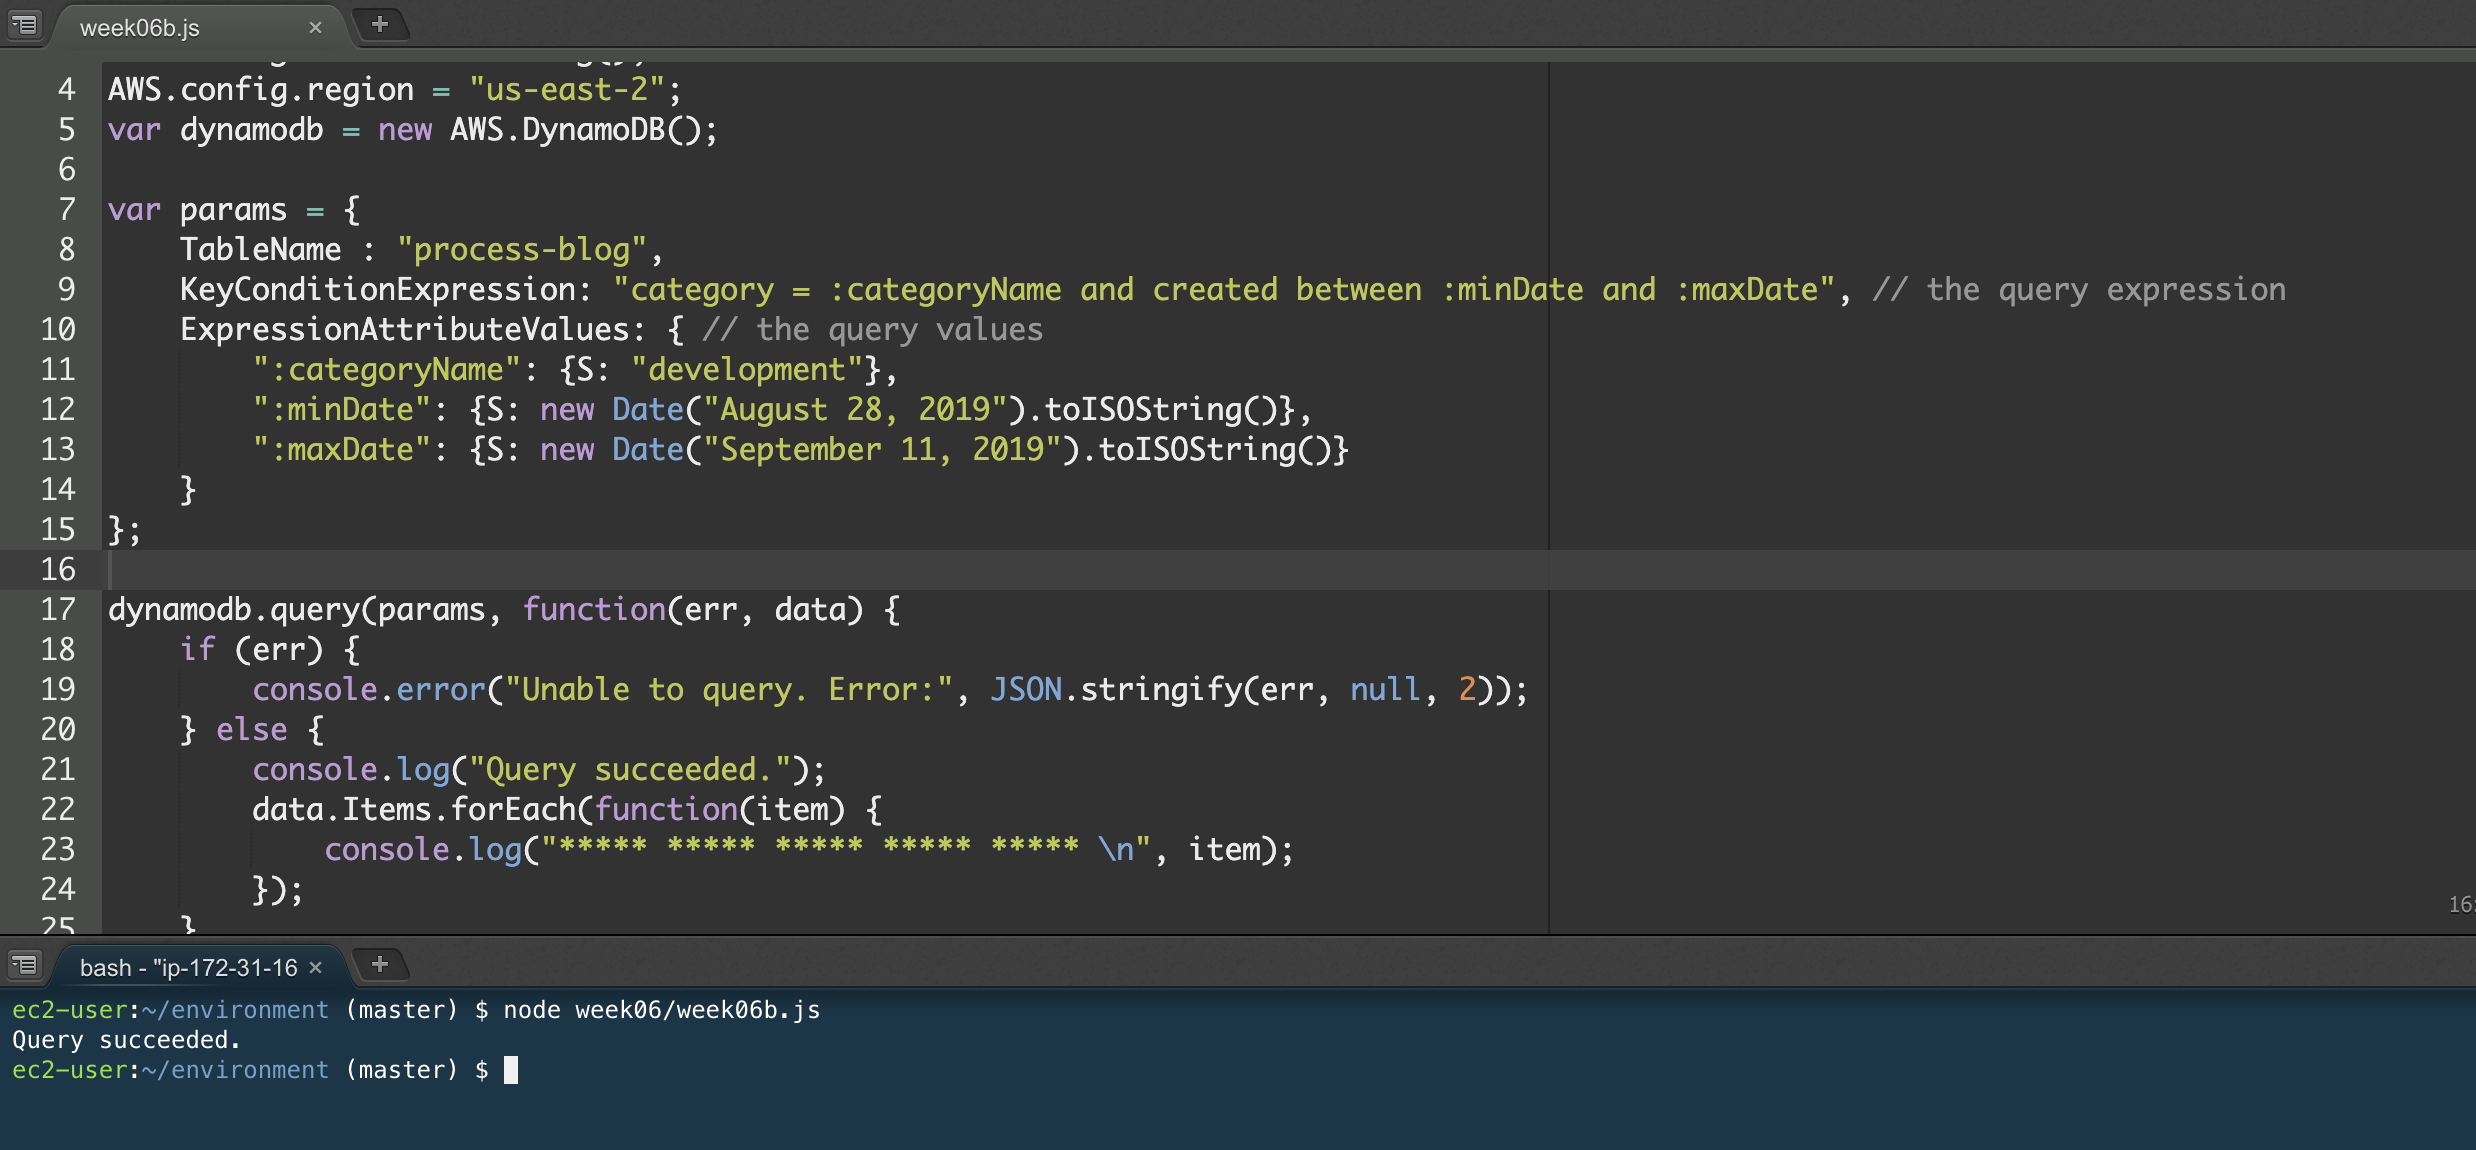 week06b.js
4 AWS.config.region = "us-east-2";
5 var dynamodb = new AWS.DynamoDB();
6
7 var params = {
8     TableName : "process-blog",
9     KeyConditionExpression: "category = :categoryName and created between :minDate and :maxDate", // the query expression
10     ExpressionAttributeValues: { // the query values
11         ":categoryName": {S: "development"},
12         ":minDate": {S: new Date("August 28, 2019").toISOString()},
13         ":maxDate": {S: new Date("September 11, 2019").toISOString()}
14     }
15 };
16
17 dynamodb.query(params, function(err, data) {
18     if (err) {
19         console.error("Unable to query. Error:", JSON.stringify(err, null, 2));
20     } else {
21         console.log("Query succeeded.");
22         data.Items.forEach(function(item) {
23             console.log("***** ***** ***** ***** ***** \n", item);
24         });
25     }
16:
bash - "ip-172-31-16
ec2-user:~/environment (master) $ node week06/week06b.js
Query succeeded.
ec2-user:~/environment (master) $